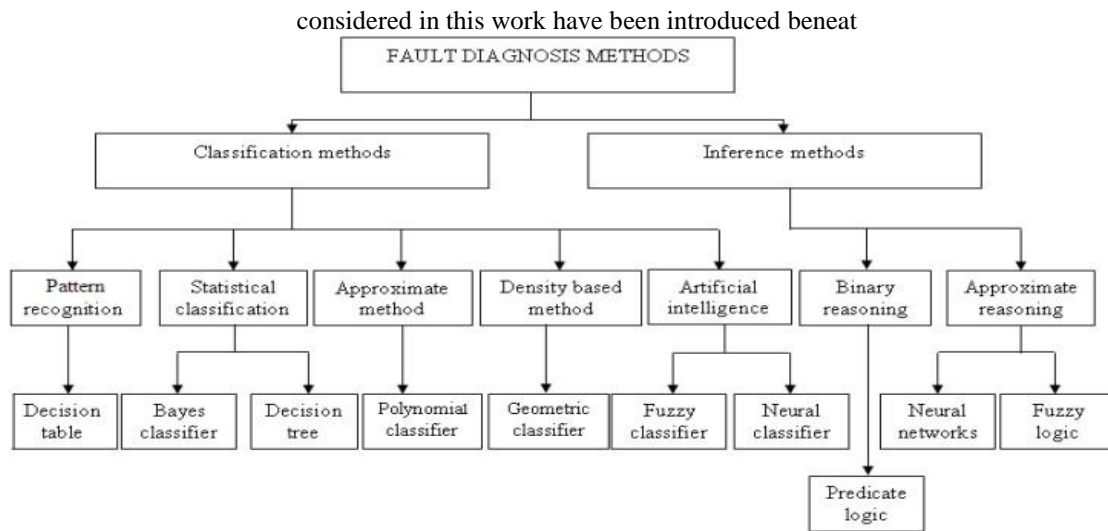 considered in this work have been introduced beneat
FAULT DIAGNOSIS METHODS
Classification methods
Inference methods
Pattern
recognition
Statistical
classification
Approximate
method
Density based
method
Artificial
intelligence
Binary
reasoning
Approximate
reasoning
Decision
table
Bayes
classifier
Decision
tree
Polynomial
classifier
Geometric
classifier
Fuzzy
classifier
Neural
classifier
Neural
networks
Fuzzy
logic
Predicate
logic